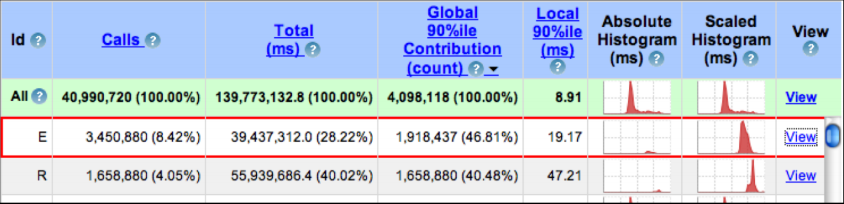 Id ? Calls ? Total (ms) ? Global 90%ile Contribution (count) ? Local 90%ile (ms) ? Absolute Histogram (ms) ? Scaled Histogram (ms) ? View ?
All ? 40,990,720 (100.00%) 139,773,132.8 (100.00%) 4,098,118 (100.00%) 8.91 View
E 3,450,880 (8.42%) 39,437,312.0 (28.22%) 1,918,437 (46.81%) 19.17 View
R 1,658,880 (4.05%) 55,939,686.4 (40.02%) 1,658,880 (40.48%) 47.21 View